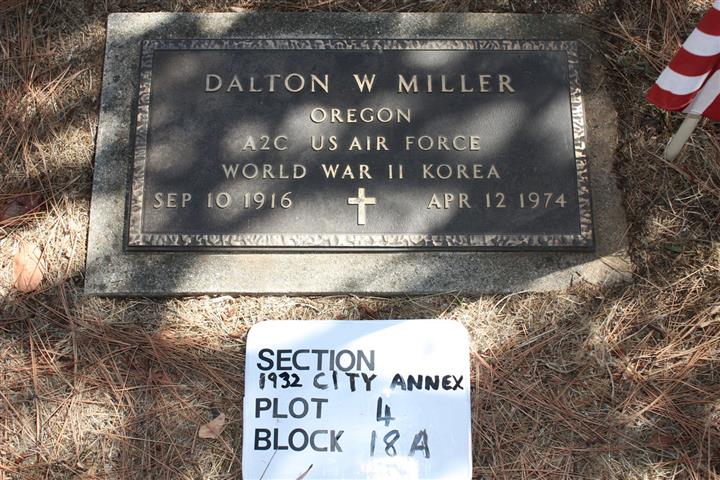 DALTON W MILLER
OREGON
A2C US AIR FORCE
WORLD WAR II KOREA
SEP 10 1916 APR 12 1974
SECTION
1932 CITY ANNEX
PLOT 4
BLOCK 18A